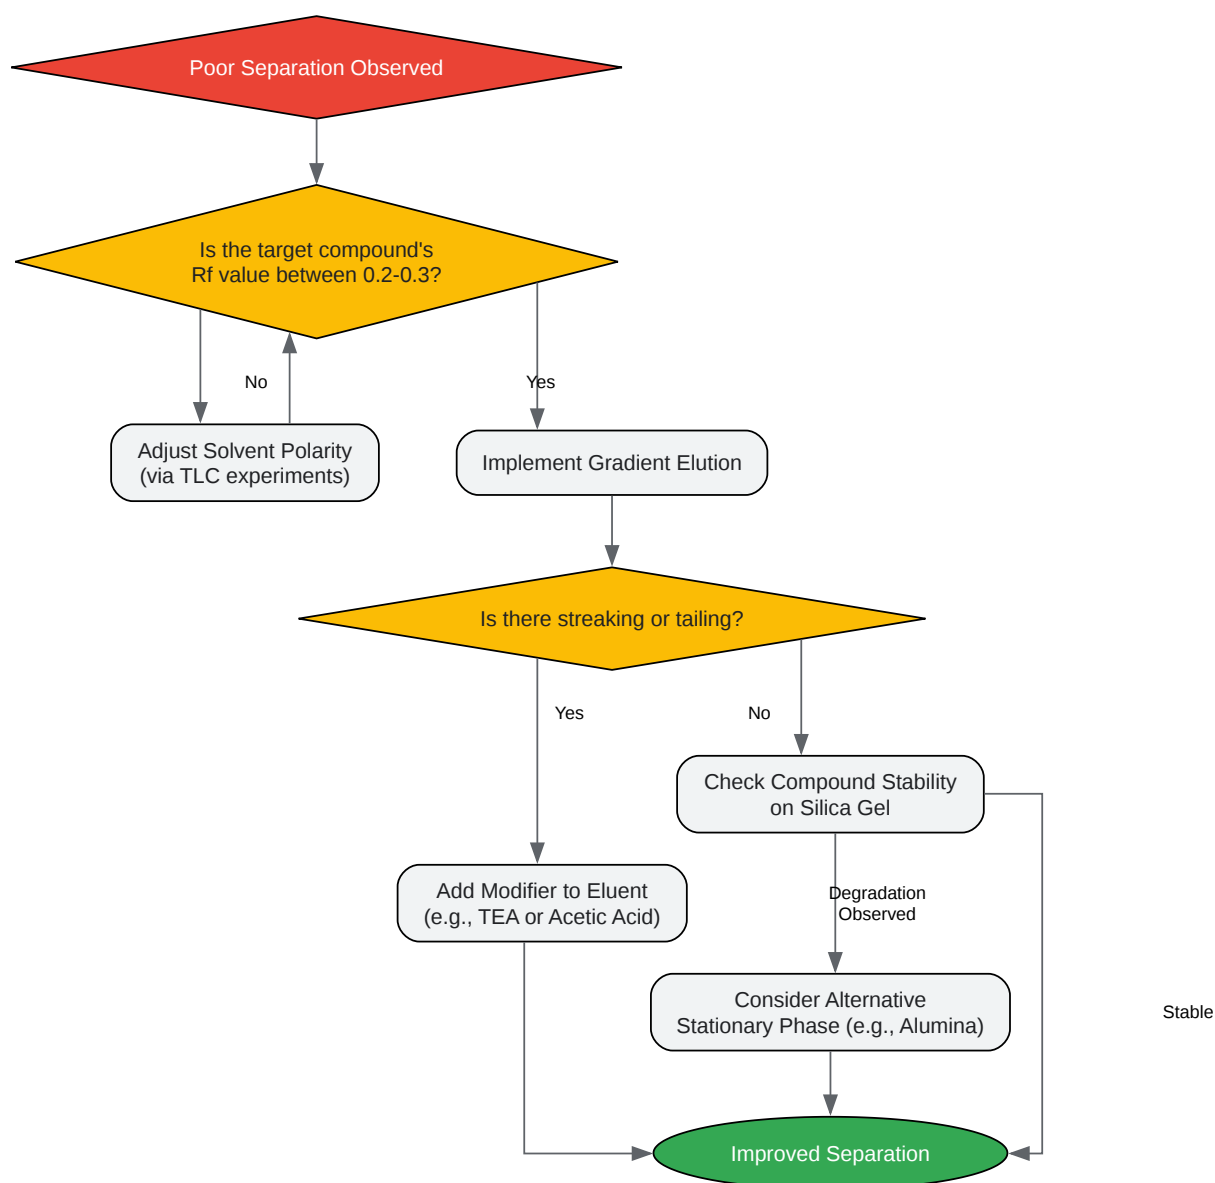 Poor Separation Observed
Is the target compound's
Rf value between 0.2-0.3?
No
Yes
Adjust Solvent Polarity
(via TLC experiments)
Implement Gradient Elution
Is there streaking or tailing?
Yes
No
Check Compound Stability
on Silica Gel
Add Modifier to Eluent
(e.g., TEA or Acetic Acid)
Degradation
Observed
Consider Alternative
Stationary Phase (e.g., Alumina)
Stable
Improved Separation